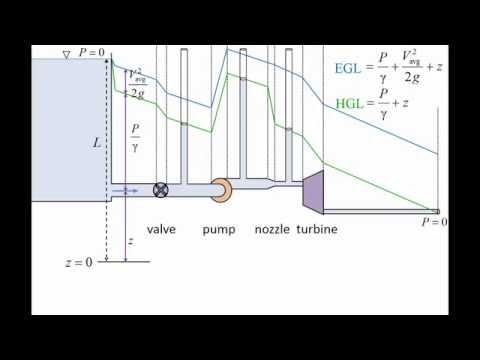 P = 0
EGL = P/γ + V²avg/2g + z
V²avg/2g
HGL = P/γ + z
P/γ
L
P = 0
valve pump nozzle turbine
z
z = 0